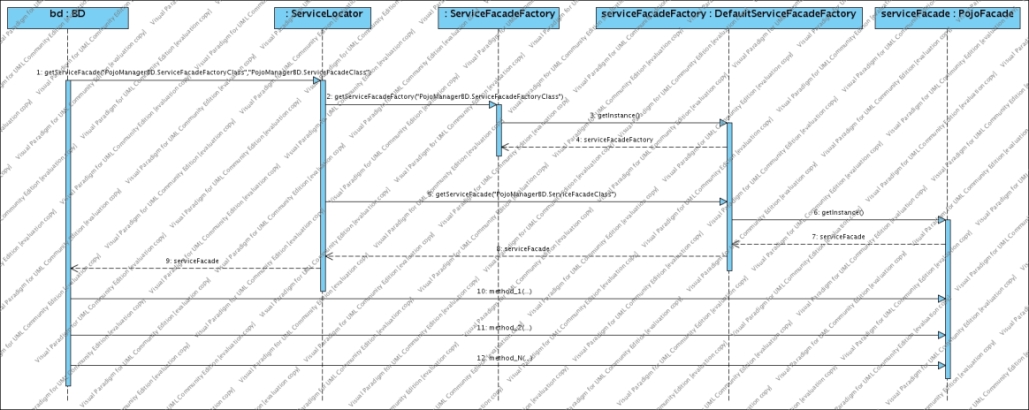 bd : BD
: ServiceLocator
: ServiceFacadeFactory
serviceFacadeFactory : DefaultServiceFacadeFactory
serviceFacade : PojoFacade
1: getServiceFacade("PojoManagerBD.ServiceFacadeFactoryClass","PojoManagerBD.ServiceFacadeClass")
2: getServiceFacadeFactory("PojoManagerBD.ServiceFacadeFactoryClass")
3: getInstance()
4: serviceFacadeFactory
5: getServiceFacade("PojoManagerBD.ServiceFacadeClass")
6: getInstance()
7: serviceFacade
8: serviceFacade
9: serviceFacade
10: method_1(..)
11: method_2(..)
12: method_N(..)
Visual Paradigm for UML Community Edition [evaluation copy]